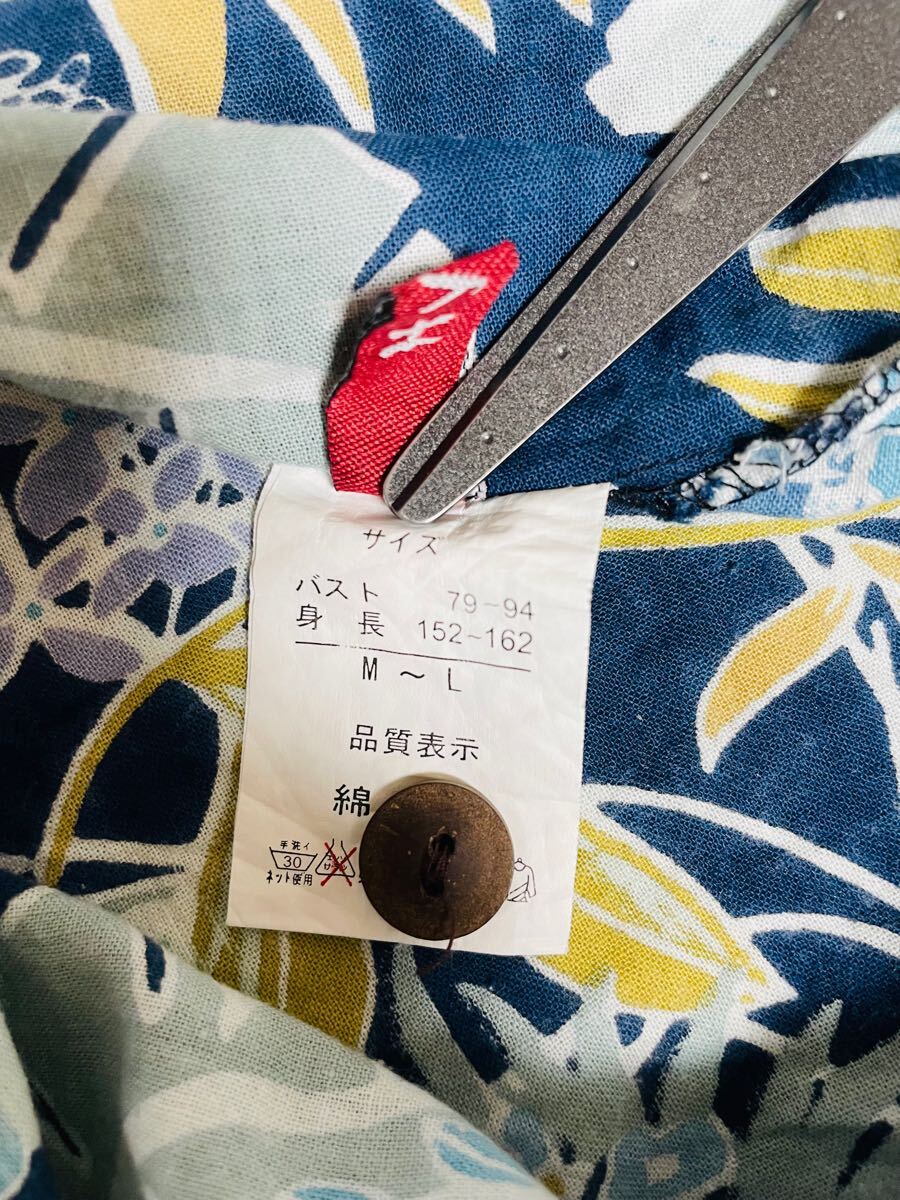 サイズ
バスト 79~94
身長 152~162
M ~ L
品質表示
綿
手洗イ
30
ネット使用